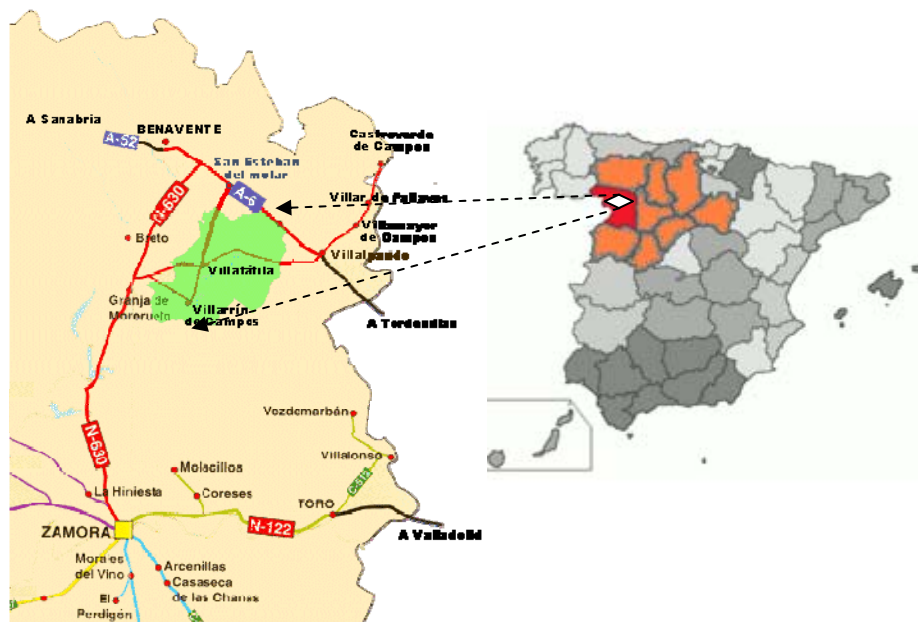 A Sanabria
BENAVENTE
A-52
San Esteban
del molar
A-6
Castroverde
de Campos
N-630
Villar de Fallaves
Villamayor
de Campos
Breto
Villalpando
Villafáfila
Granja de
Moreruela
Villarrín
de Campos
A Tordesillas
Vezdemarbán
N-630
Villalonso
Molacillos
C-519
La Hiniesta
Coreses
TORO
ZAMORA
N-122
A Valladolid
Morales
del Vino
Arcenillas
Casaseca
de las Chanas
El
Perdigón